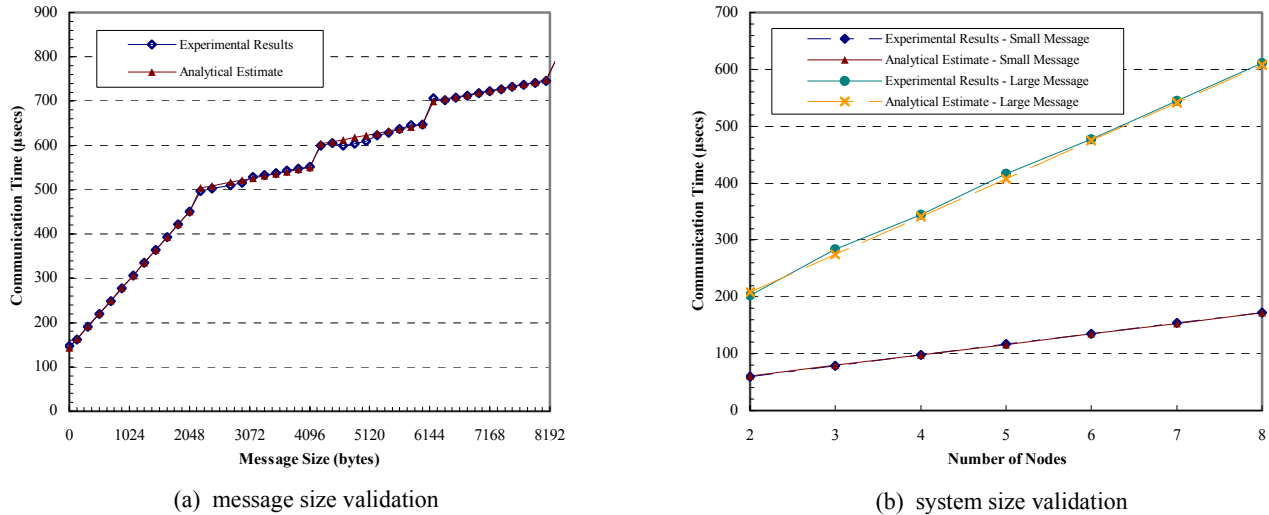 900
800
700
600
500
400
300
200
100
0
Communication Time (μsecs)
Experimental Results
Analytical Estimate
0 1024 2048 3072 4096 5120 6144 7168 8192
Message Size (bytes)
(a) message size validation
700
600
500
400
300
200
100
0
Communication Time (μsecs)
Experimental Results - Small Message
Analytical Estimate - Small Message
Experimental Results - Large Message
Analytical Estimate - Large Message
2 3 4 5 6 7 8
Number of Nodes
(b) system size validation